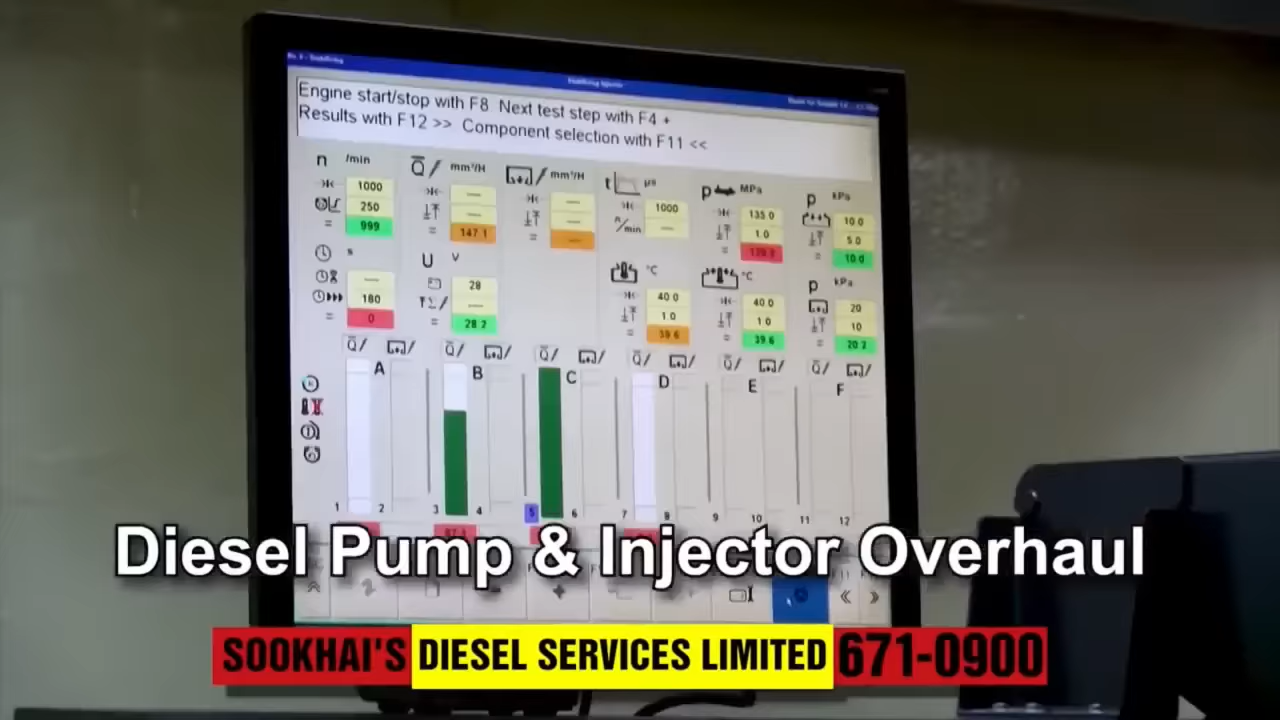 Engine start/stop with F8 Next test step with F4 +
Results with F12 >> Component selection with F11 <<
n /min
1000
250
999
s
180
0
Q / mm³/H
147.1
U V
28
28.2
/ mm³/H
t µs
1000
n/min
°C
40.0
1.0
39.6
p MPa
135.0
1.0
°C
40.0
1.0
39.6
p kPa
10.0
5.0
10.0
p kPa
20
10
20.2
Q/ / Q/ / Q/ / Q/ / Q/ / Q/ /
A B C D E F
1 2 3 4 5 6 7 8 9 10 11 12
Diesel Pump & Injector Overhaul
SOOKHAI'S DIESEL SERVICES LIMITED 671-0900